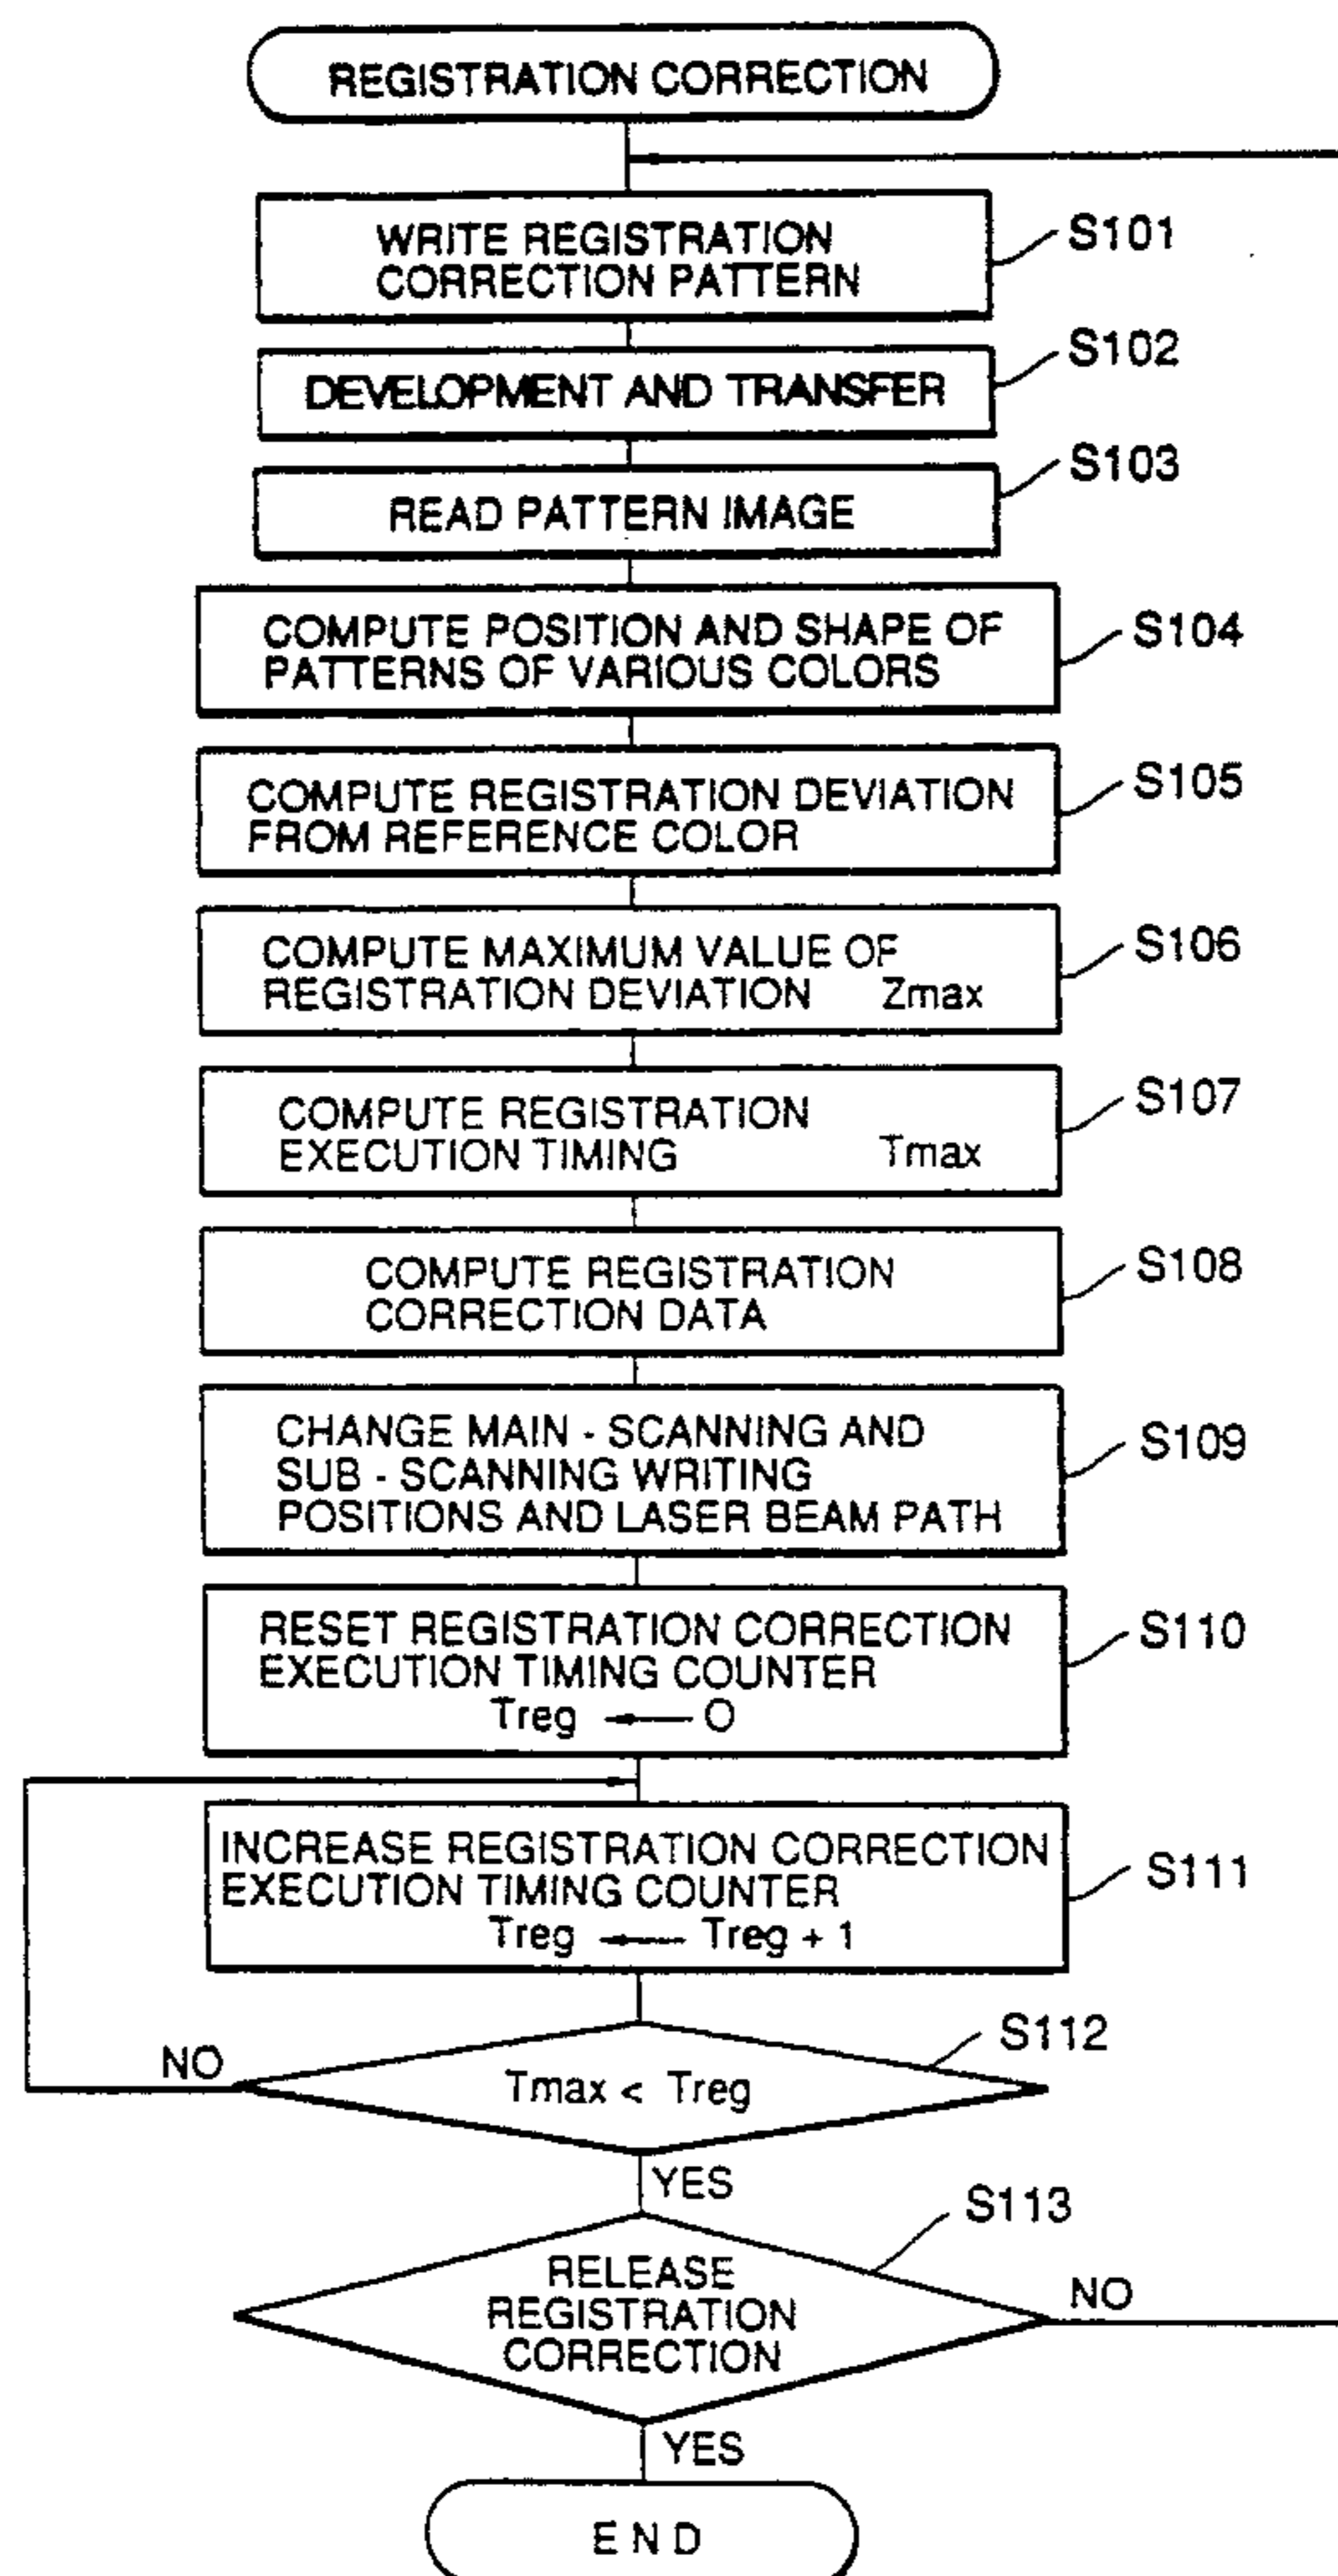 REGISTRATION CORRECTION
WRITE REGISTRATION
CORRECTION PATTERN
S101
DEVELOPMENT AND TRANSFER
S102
READ PATTERN IMAGE
S103
COMPUTE POSITION AND SHAPE OF
PATTERNS OF VARIOUS COLORS
S104
COMPUTE REGISTRATION DEVIATION
FROM REFERENCE COLOR
S105
COMPUTE MAXIMUM VALUE OF
REGISTRATION DEVIATION Zmax
S106
COMPUTE REGISTRATION
EXECUTION TIMING Tmax
S107
COMPUTE REGISTRATION
CORRECTION DATA
S108
CHANGE MAIN - SCANNING AND
SUB - SCANNING WRITING
POSITIONS AND LASER BEAM PATH
S109
RESET REGISTRATION CORRECTION
EXECUTION TIMING COUNTER
Treg ← O
S110
INCREASE REGISTRATION CORRECTION
EXECUTION TIMING COUNTER
Treg ← Treg + 1
S111
S112
NO
Tmax < Treg
YES
S113
RELEASE
REGISTRATION
CORRECTION
NO
YES
END